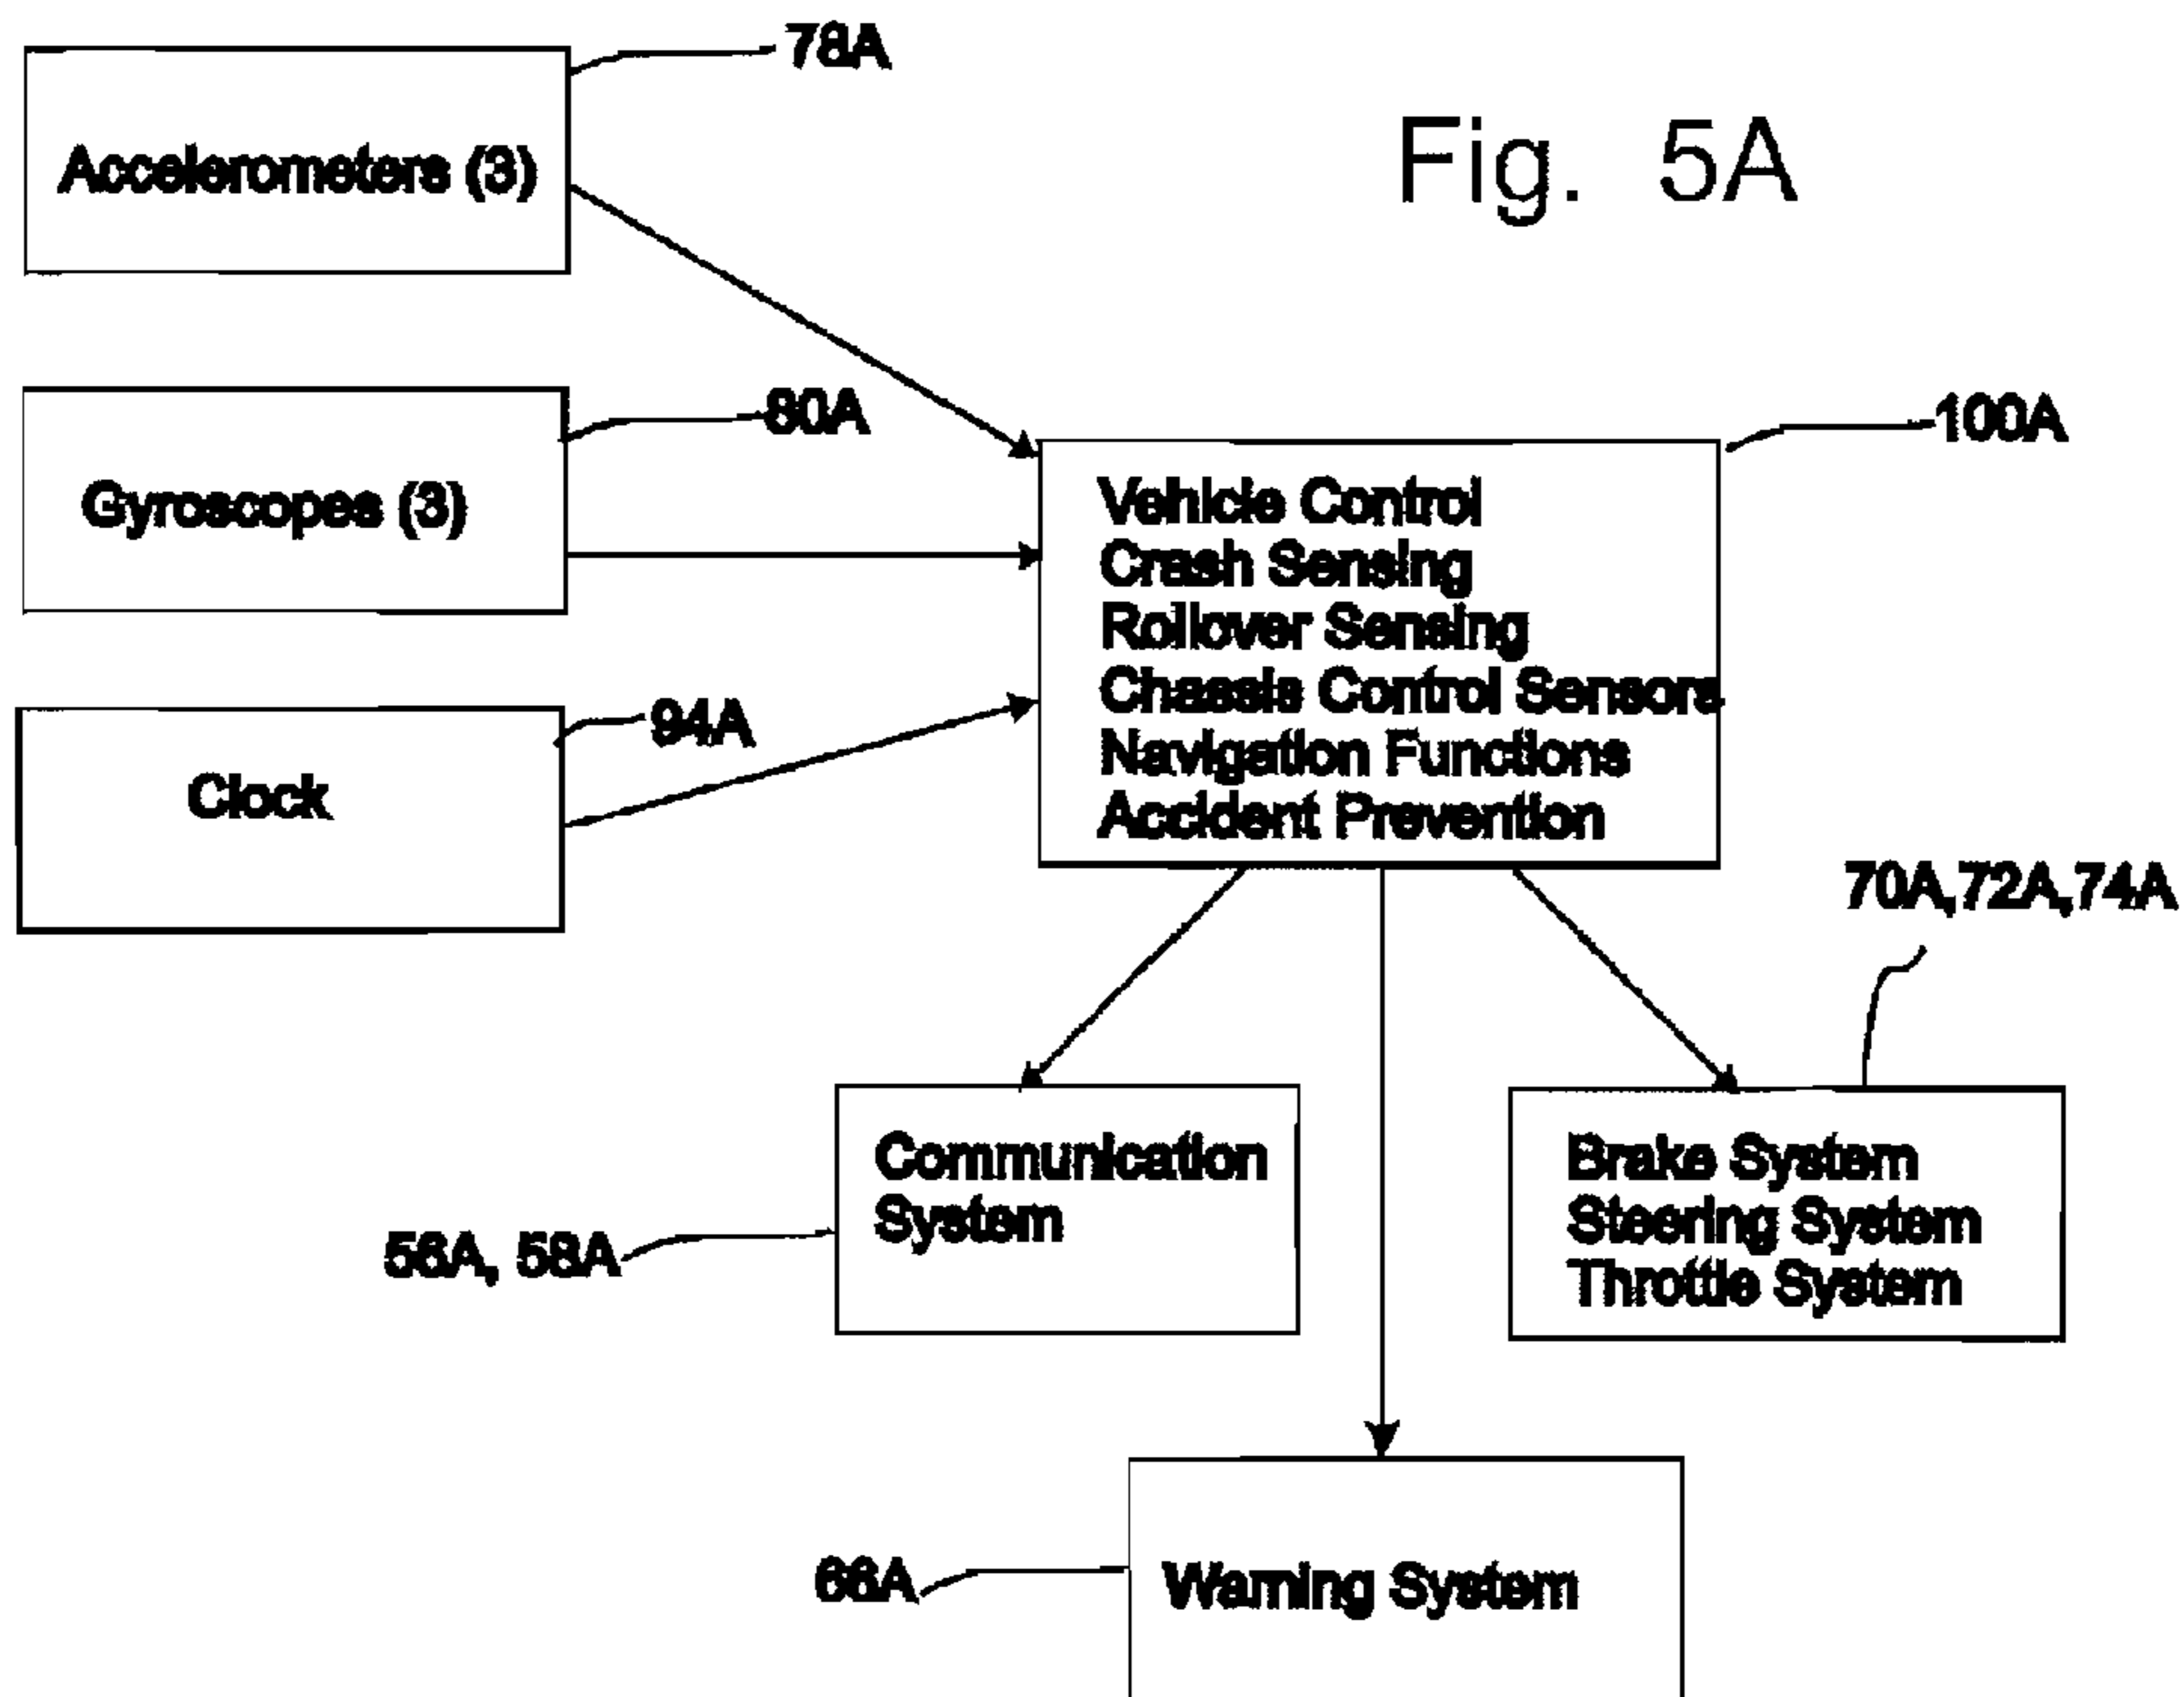 78A
Fig. 5A
Accelerometers (3)
80A
100A
Gyroscopes (3)
Vehicle Control
Crash Sensing
Rollover Sensing
Chassis Control Sensors
Navigation Functions
Accident Prevention
94A
Clock
70A,72A,74A
Communication
System
Brake System
Steering System
Throttle System
56A, 58A
Warning System